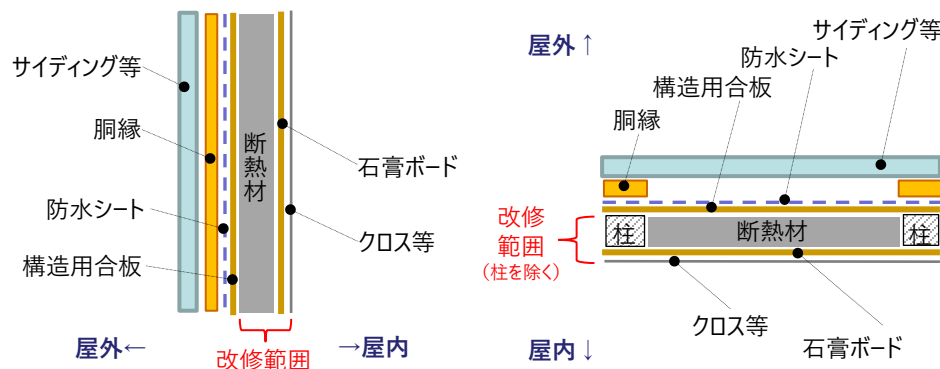 サイディング等
胴縁
防水シート
構造用合板
断熱材
石膏ボード
クロス等
屋外←
改修範囲
→屋内
屋外↑
サイディング等
防水シート
構造用合板
胴縁
改修
範囲
(柱を除く)
柱
断熱材
柱
クロス等
石膏ボード
屋内↓